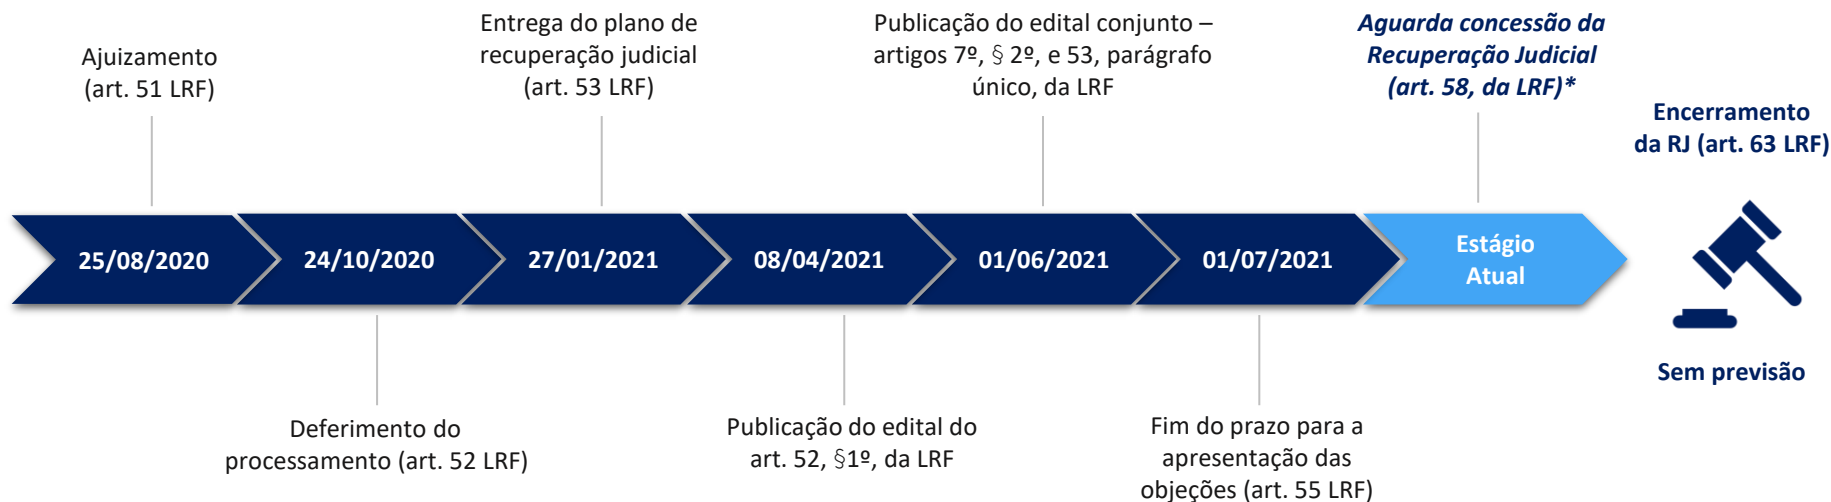 Ajuizamento
(art. 51 LRF)
Entrega do plano de
recuperação judicial
(art. 53 LRF)
Publicação do edital conjunto –
artigos 7º, § 2º, e 53, parágrafo
único, da LRF
Aguarda concessão da
Recuperação Judicial
(art. 58, da LRF)*
Encerramento
da RJ (art. 63 LRF)
25/08/2020
24/10/2020
27/01/2021
08/04/2021
01/06/2021
01/07/2021
Estágio
Atual
Sem previsão
Deferimento do
processamento (art. 52 LRF)
Publicação do edital do
art. 52, §1º, da LRF
Fim do prazo para a
apresentação das
objeções (art. 55 LRF)